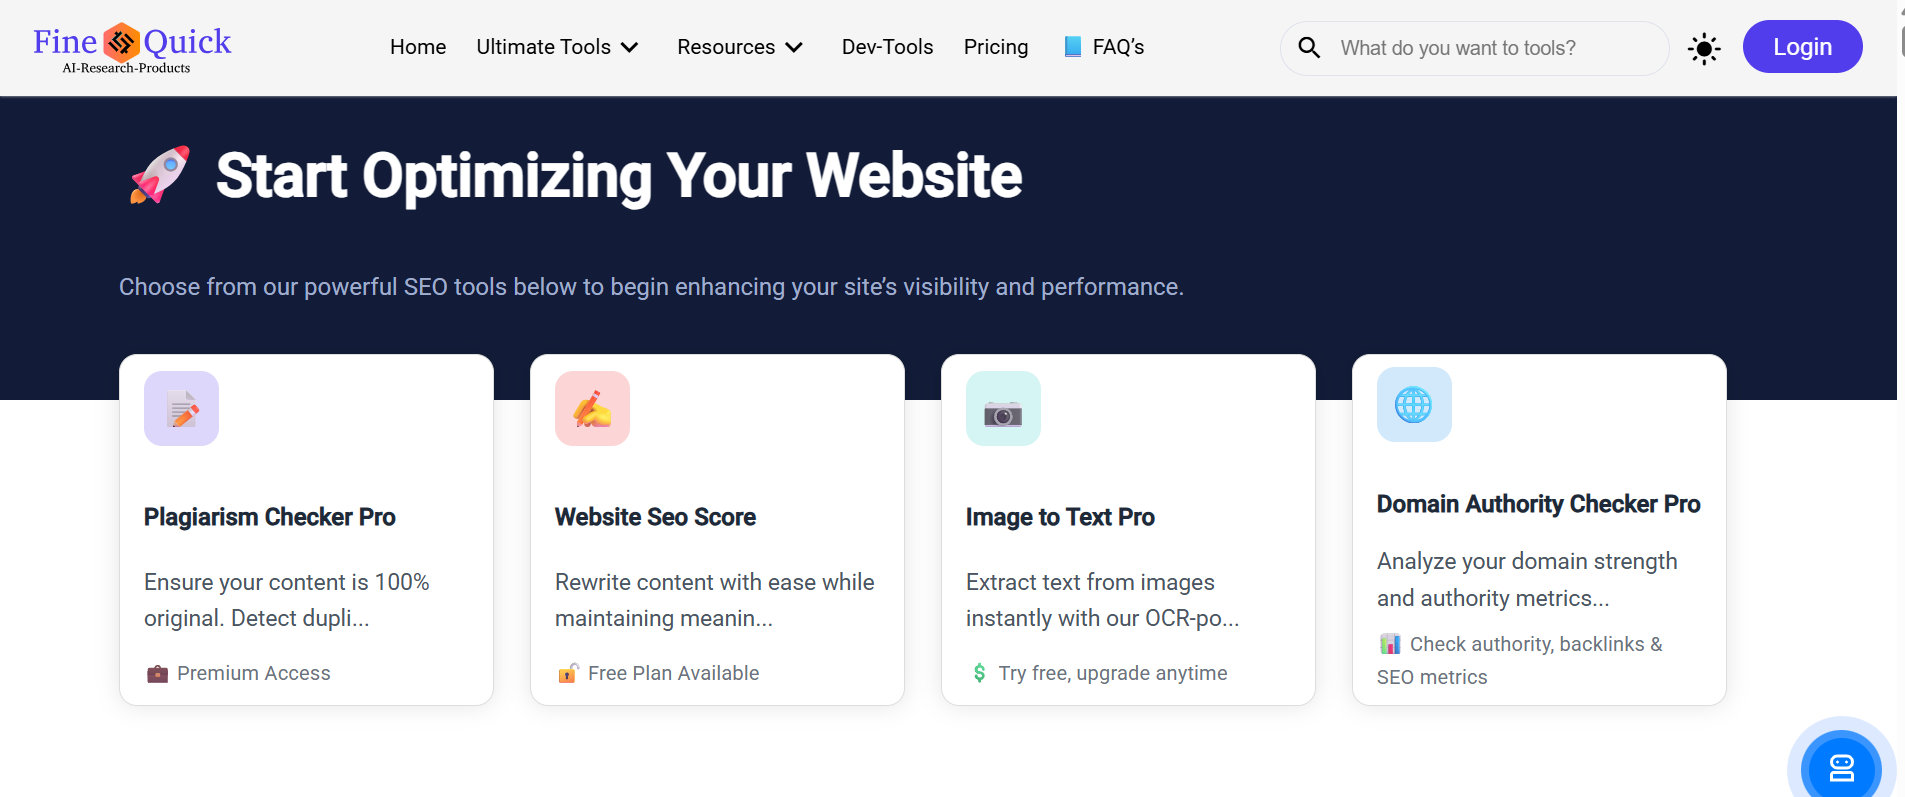 Fine Quick
AI-Research-Products
Home Ultimate Tools Resources Dev-Tools Pricing FAQ’s
What do you want to tools?
Login
Start Optimizing Your Website
Choose from our powerful SEO tools below to begin enhancing your site’s visibility and performance.
Plagiarism Checker Pro
Ensure your content is 100%
original. Detect dupli...
Premium Access
Website Seo Score
Rewrite content with ease while
maintaining meanin...
Free Plan Available
Image to Text Pro
Extract text from images
instantly with our OCR-po...
Try free, upgrade anytime
Domain Authority Checker Pro
Analyze your domain strength
and authority metrics...
Check authority, backlinks &
SEO metrics